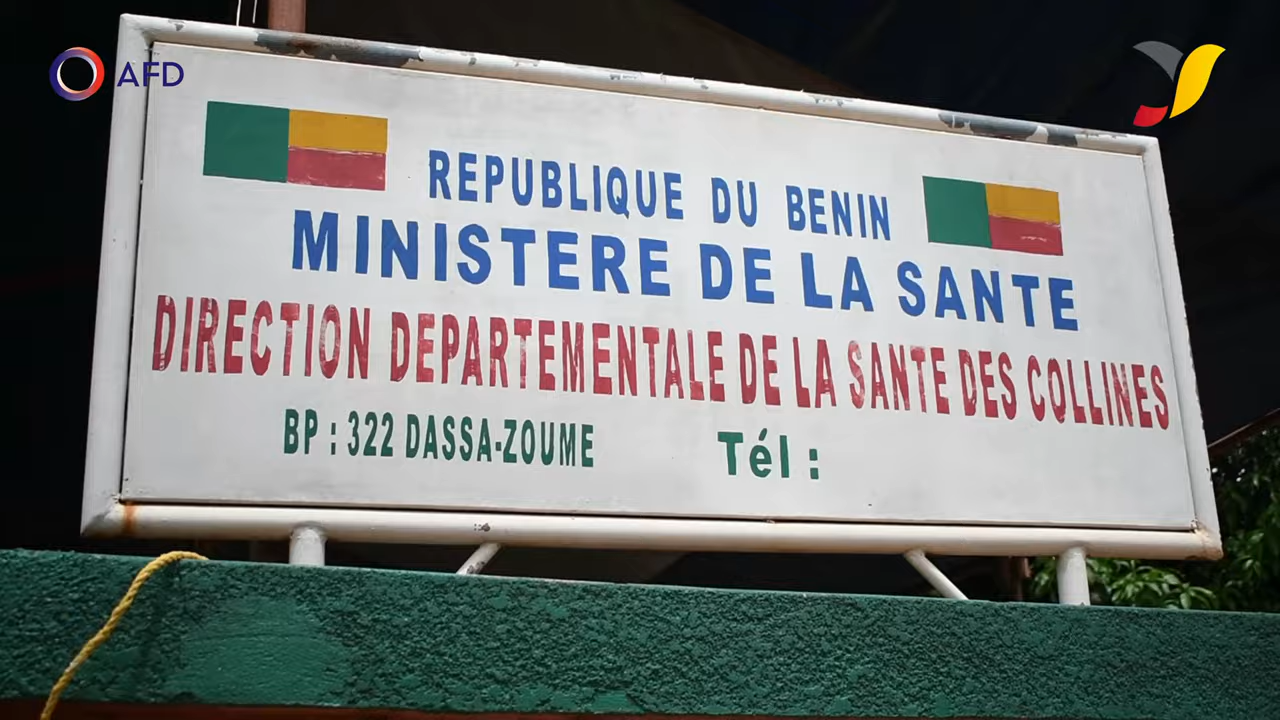 AFD
REPUBLIQUE DU BENIN
MINISTERE DE LA SANTE
DIRECTION DEPARTEMENTALE DE LA SANTE DES COLLINES
BP : 322 DASSA-ZOUME Tél :